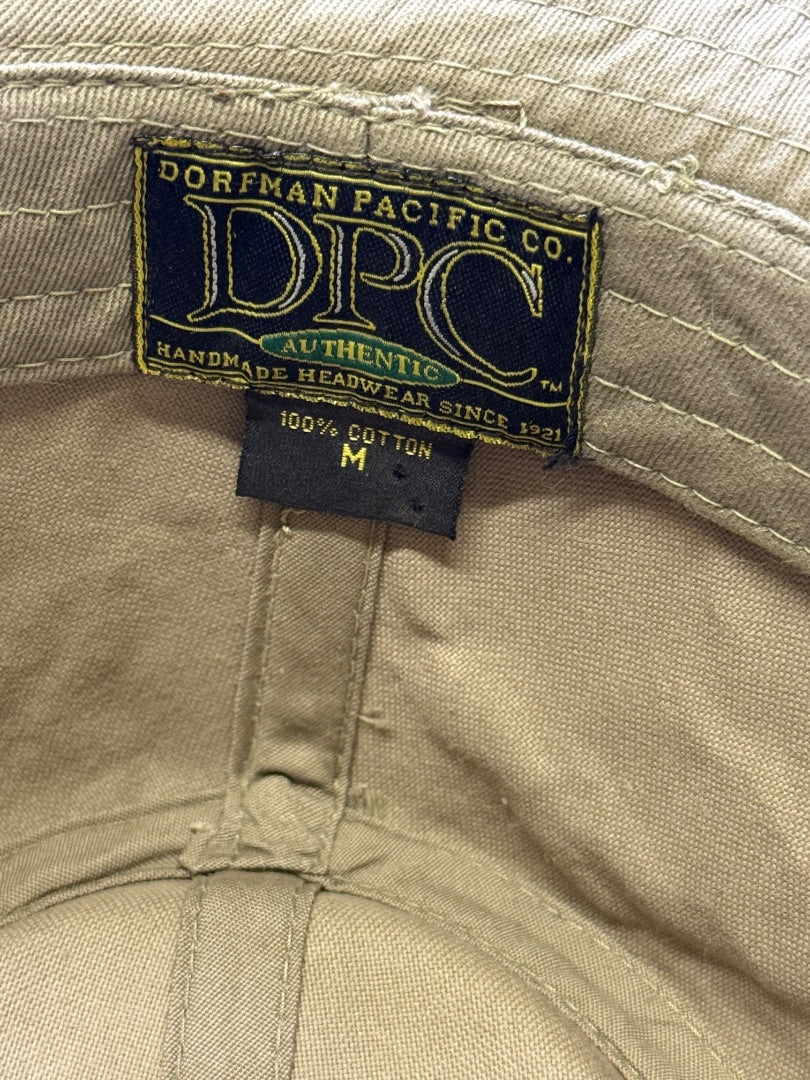 DORFMAN PACIFIC CO.
DPC
AUTHENTIC
TM
HANDMADE HEADWEAR SINCE 1921
100% COTTON
M